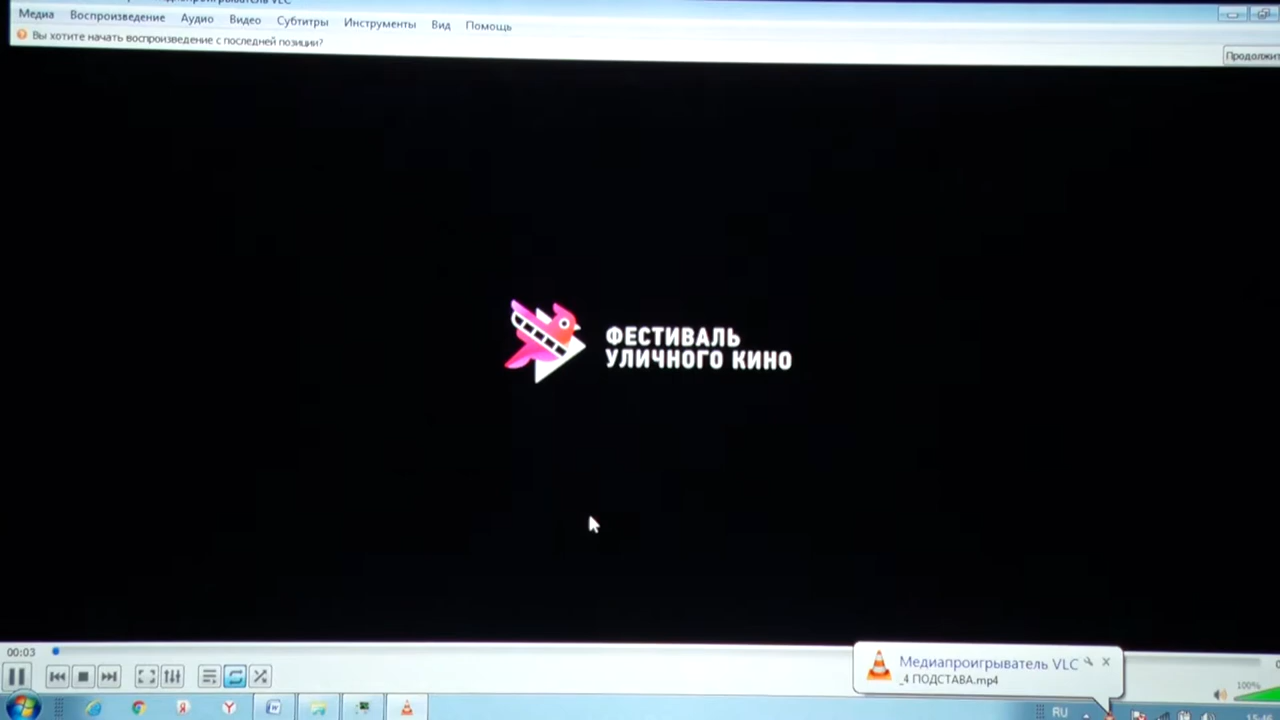 Медиа Воспроизведение Аудио Видео Субтитры Инструменты Вид Помощь
Вы хотите начать воспроизведение с последней позиции?
ФЕСТИВАЛЬ
УЛИЧНОГО КИНО
00:03
Медиапроигрыватель VLC
_4 ПОДСТАВА.mp4
100%
RU